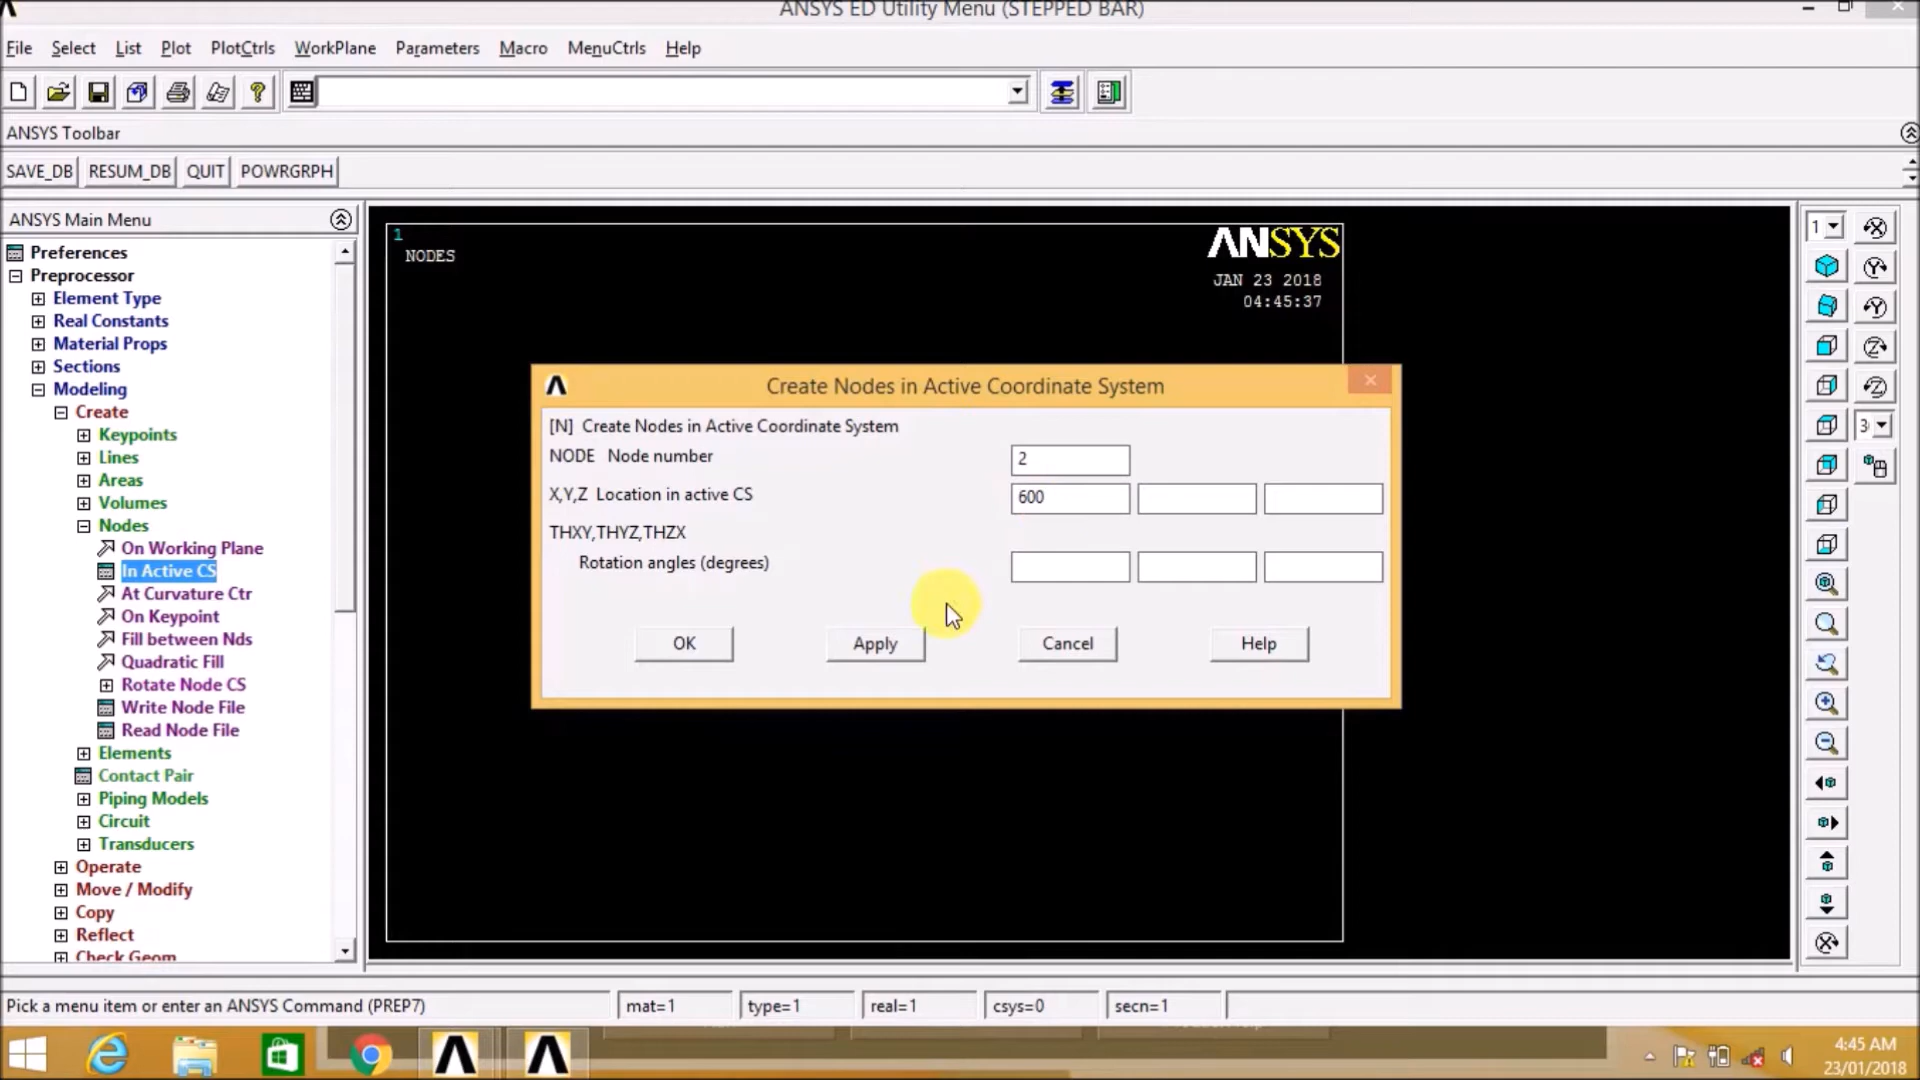 ANSYS ED Utility Menu (STEPPED BAR)
File Select List Plot PlotCtrls WorkPlane Parameters Macro MenuCtrls Help
ANSYS Toolbar
SAVE_DB RESUM_DB QUIT POWRGRPH
ANSYS Main Menu
Preferences
Preprocessor
Element Type
Real Constants
Material Props
Sections
Modeling
Create
Keypoints
Lines
Areas
Volumes
Nodes
On Working Plane
In Active CS
At Curvature Ctr
On Keypoint
Fill between Nds
Quadratic Fill
Rotate Node CS
Write Node File
Read Node File
Elements
Contact Pair
Piping Models
Circuit
Transducers
Operate
Move / Modify
Copy
Reflect
Check Geom
1
NODES
ANSYS
JAN 23 2018
04:45:37
Create Nodes in Active Coordinate System
[N] Create Nodes in Active Coordinate System
NODE Node number 2
X,Y,Z Location in active CS 600
THXY,THYZ,THZX
Rotation angles (degrees)
OK Apply Cancel Help
1
3
Pick a menu item or enter an ANSYS Command (PREP7) mat=1 type=1 real=1 csys=0 secn=1
4:45 AM
23/01/2018